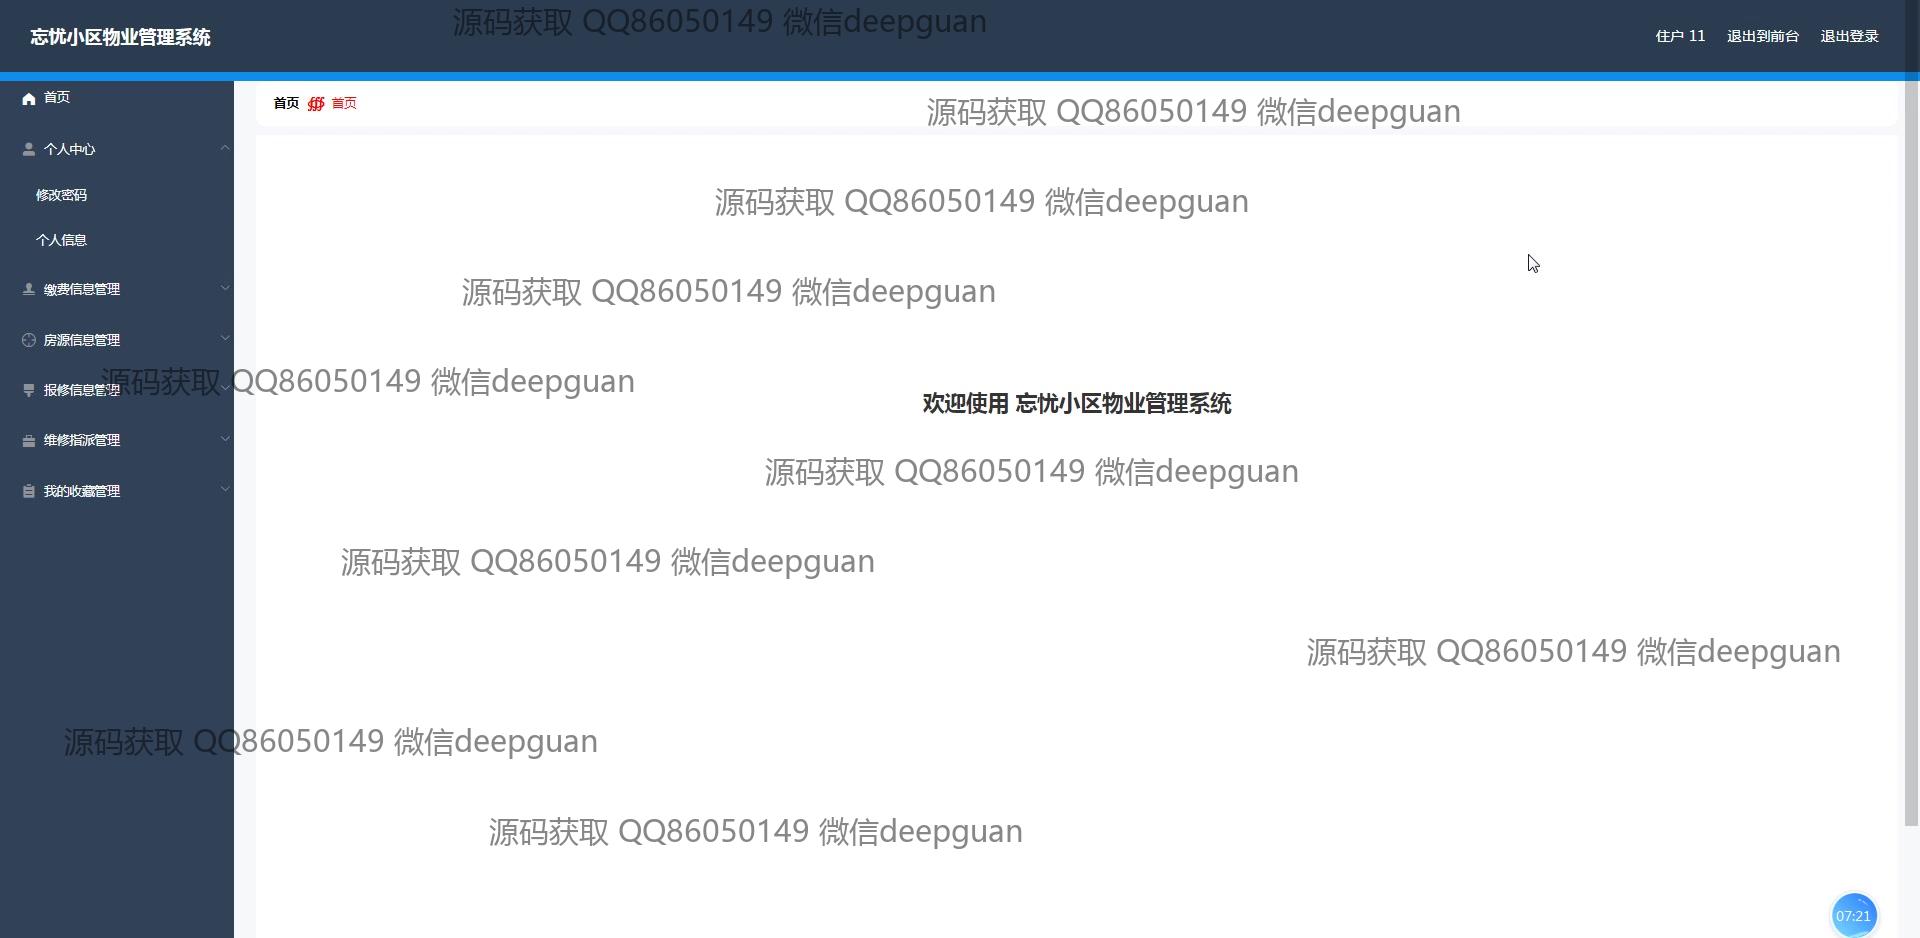 源码获取 QQ86050149 微信deepguan
忘忧小区物业管理系统
住户 11 退出到前台 退出登录
首页
首页 首页
源码获取 QQ86050149 微信deepguan
个人中心
修改密码
源码获取 QQ86050149 微信deepguan
个人信息
缴费信息管理
源码获取 QQ86050149 微信deepguan
房源信息管理
源码获取 QQ86050149 微信deepguan
报修信息管理
欢迎使用 忘忧小区物业管理系统
维修指派管理
源码获取 QQ86050149 微信deepguan
我的收藏管理
源码获取 QQ86050149 微信deepguan
源码获取 QQ86050149 微信deepguan
源码获取 QQ86050149 微信deepguan
源码获取 QQ86050149 微信deepguan
07:21